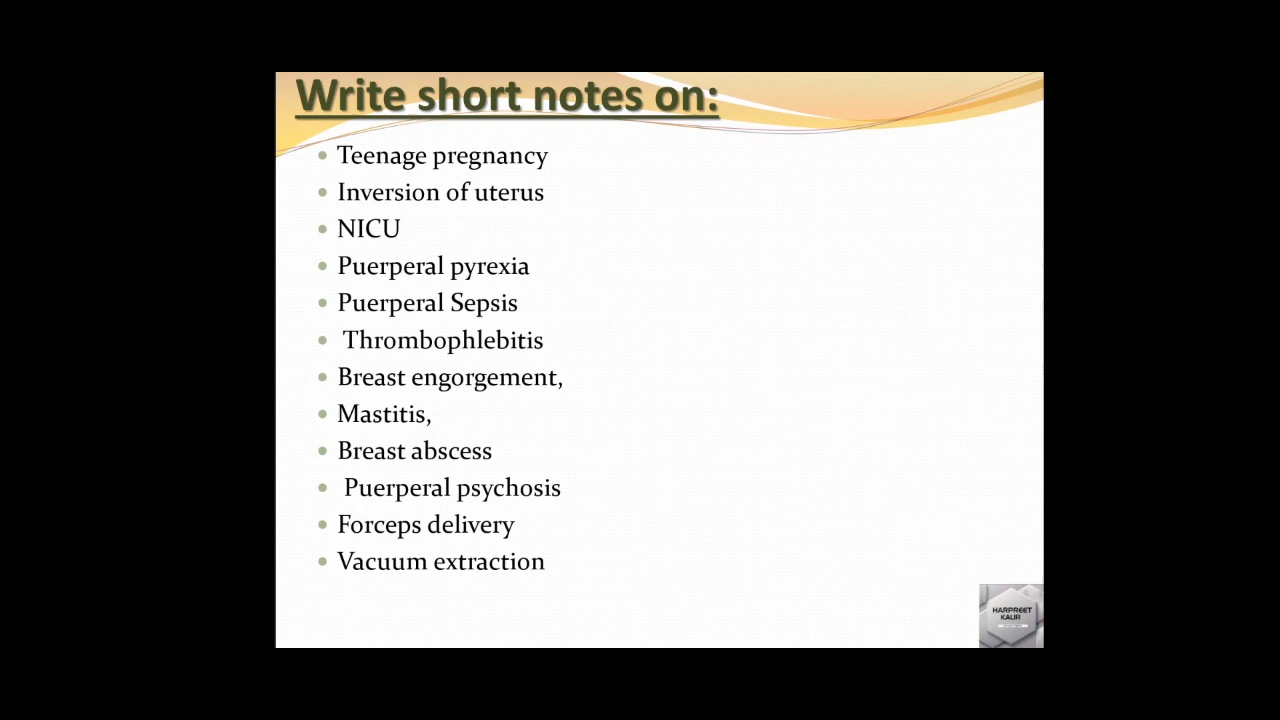 Write short notes on:
Teenage pregnancy
Inversion of uterus
NICU
Puerperal pyrexia
Puerperal Sepsis
Thrombophlebitis
Breast engorgement,
Mastitis,
Breast abscess
Puerperal psychosis
Forceps delivery
Vacuum extraction
HARPREET
KAUR